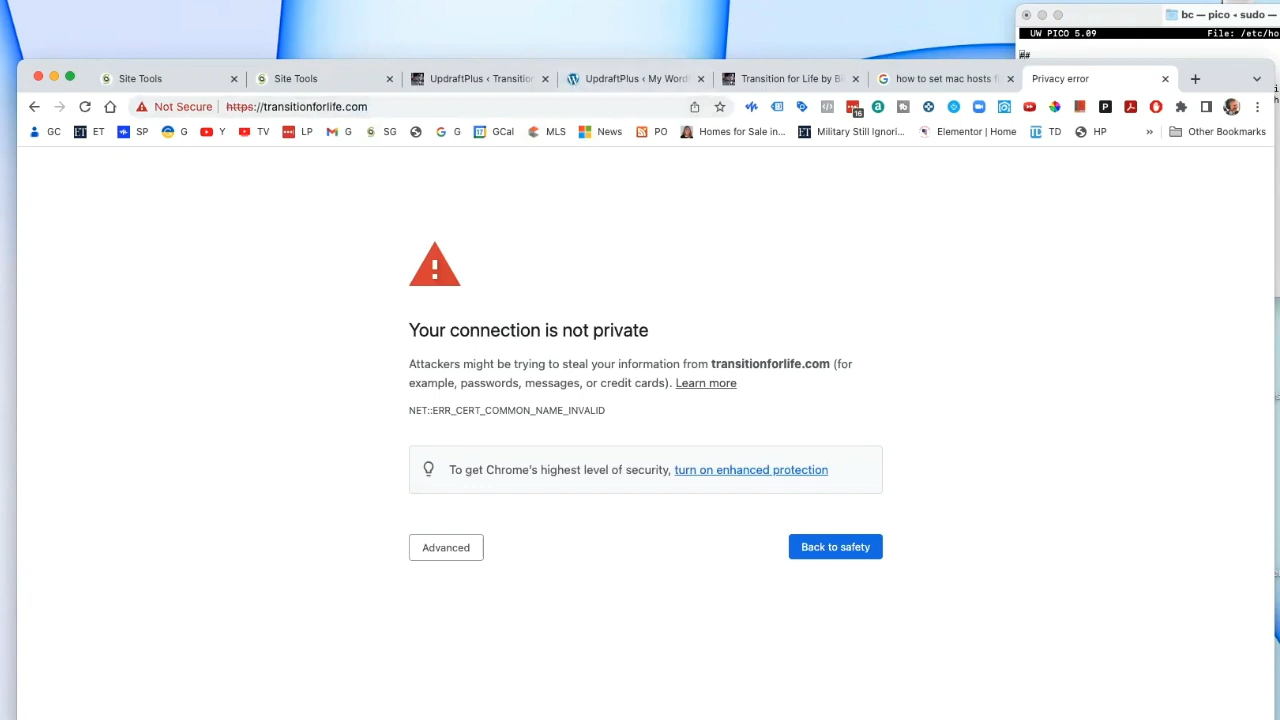 bc — pico ◂ sudo —
UW PICO 5.09 File: /etc/ho
##
Site Tools
Site Tools
UpdraftPlus ‹ Transition
UpdraftPlus ‹ My Word
Transition for Life by Bi
how to set mac hosts f
Privacy error
Not Secure
https://transitionforlife.com
16
GC
ET
SP
G
Y
TV
LP
G
SG
G
GCal
MLS
News
PO
Homes for Sale in...
Military Still Ignori...
Elementor | Home
TD
HP
»
Other Bookmarks
Your connection is not private
Attackers might be trying to steal your information from transitionforlife.com (for
example, passwords, messages, or credit cards). Learn more
NET::ERR_CERT_COMMON_NAME_INVALID
To get Chrome's highest level of security, turn on enhanced protection
Advanced
Back to safety